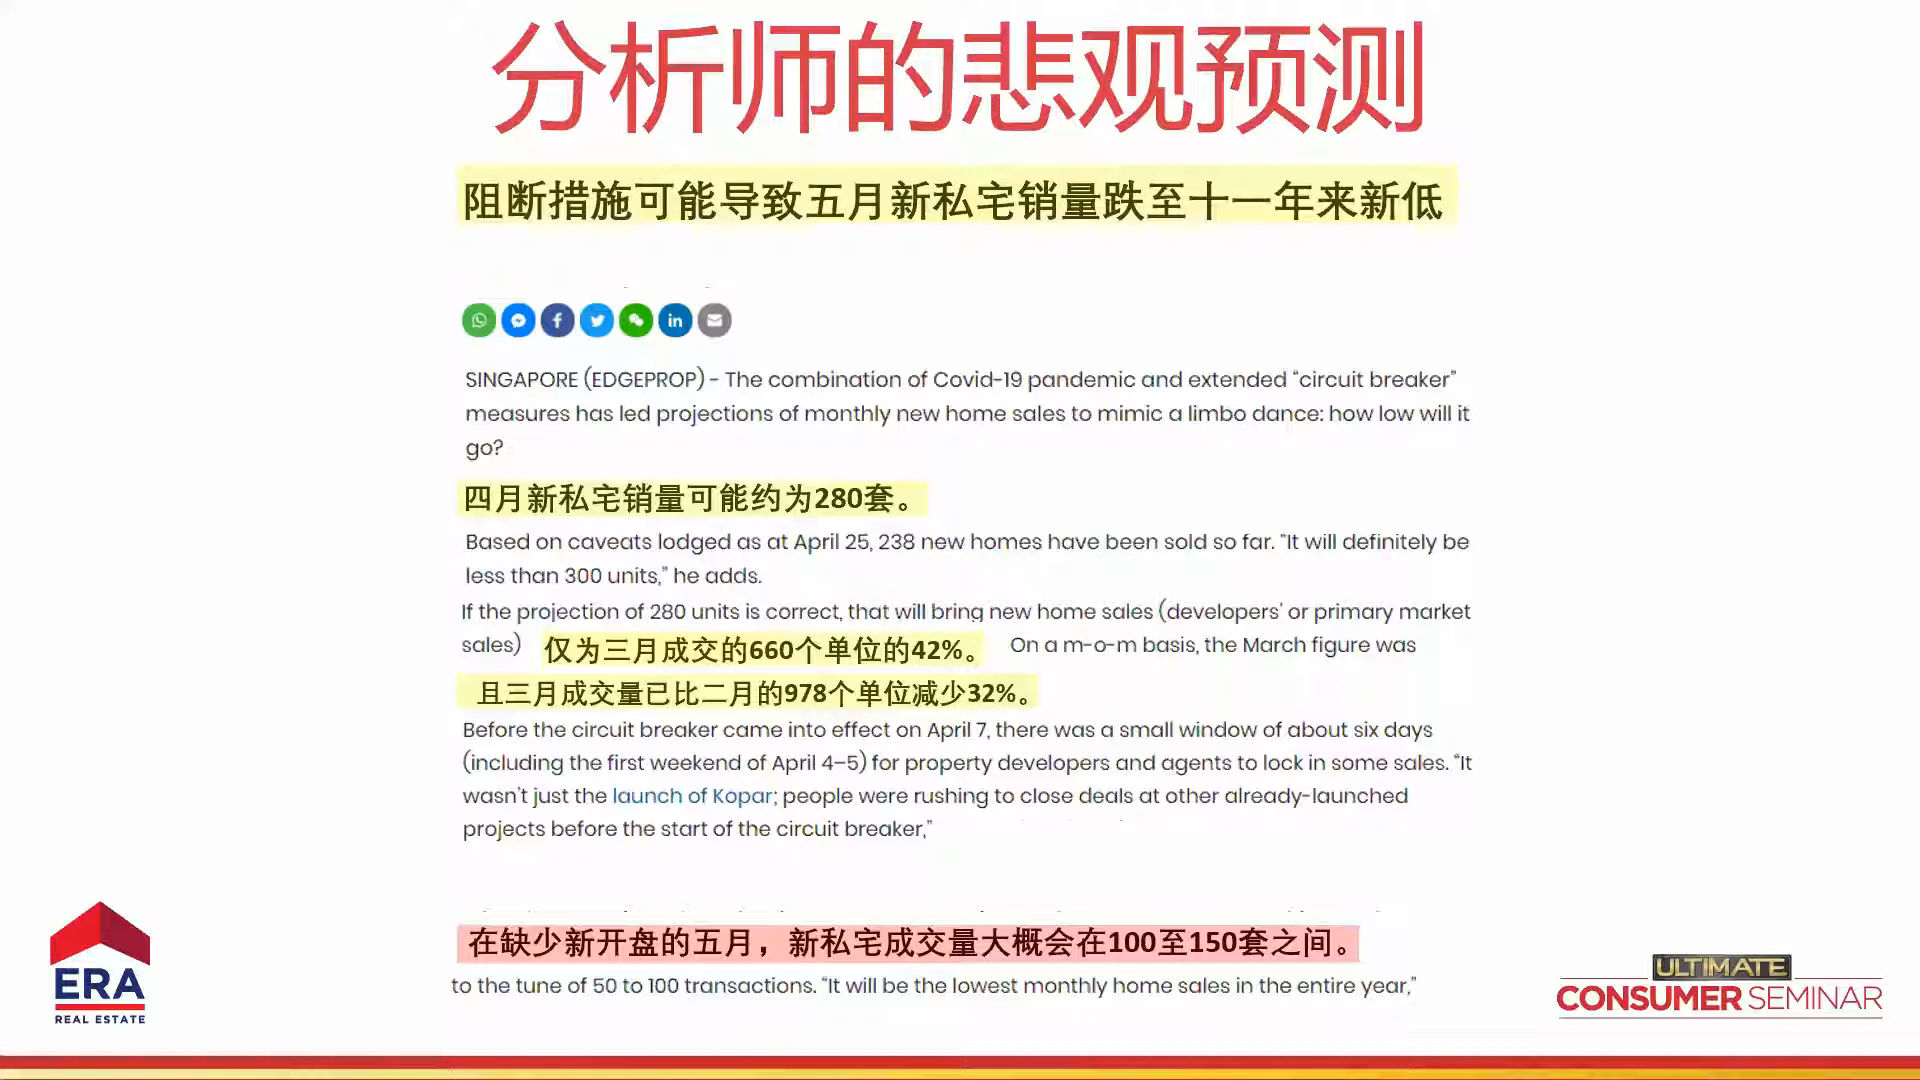 分析师的悲观预测
阻断措施可能导致五月新私宅销量跌至十一年来新低
SINGAPORE (EDGEPROP) - The combination of Covid-19 pandemic and extended “circuit breaker”
measures has led projections of monthly new home sales to mimic a limbo dance: how low will it
go?
四月新私宅销量可能约为280套。
Based on caveats lodged as at April 25, 238 new homes have been sold so far. “It will definitely be
less than 300 units,” he adds.
If the projection of 280 units is correct, that will bring new home sales (developers’ or primary market
sales) 仅为三月成交的660个单位的42%。 On a m-o-m basis, the March figure was
且三月成交量已比二月的978个单位减少32%。
Before the circuit breaker came into effect on April 7, there was a small window of about six days
(including the first weekend of April 4–5) for property developers and agents to lock in some sales. “It
wasn’t just the launch of Kopar; people were rushing to close deals at other already-launched
projects before the start of the circuit breaker,”
在缺少新开盘的五月，新私宅成交量大概会在100至150套之间。
to the tune of 50 to 100 transactions. “It will be the lowest monthly home sales in the entire year,”
ERA
REAL ESTATE
ULTIMATE
CONSUMER SEMINAR